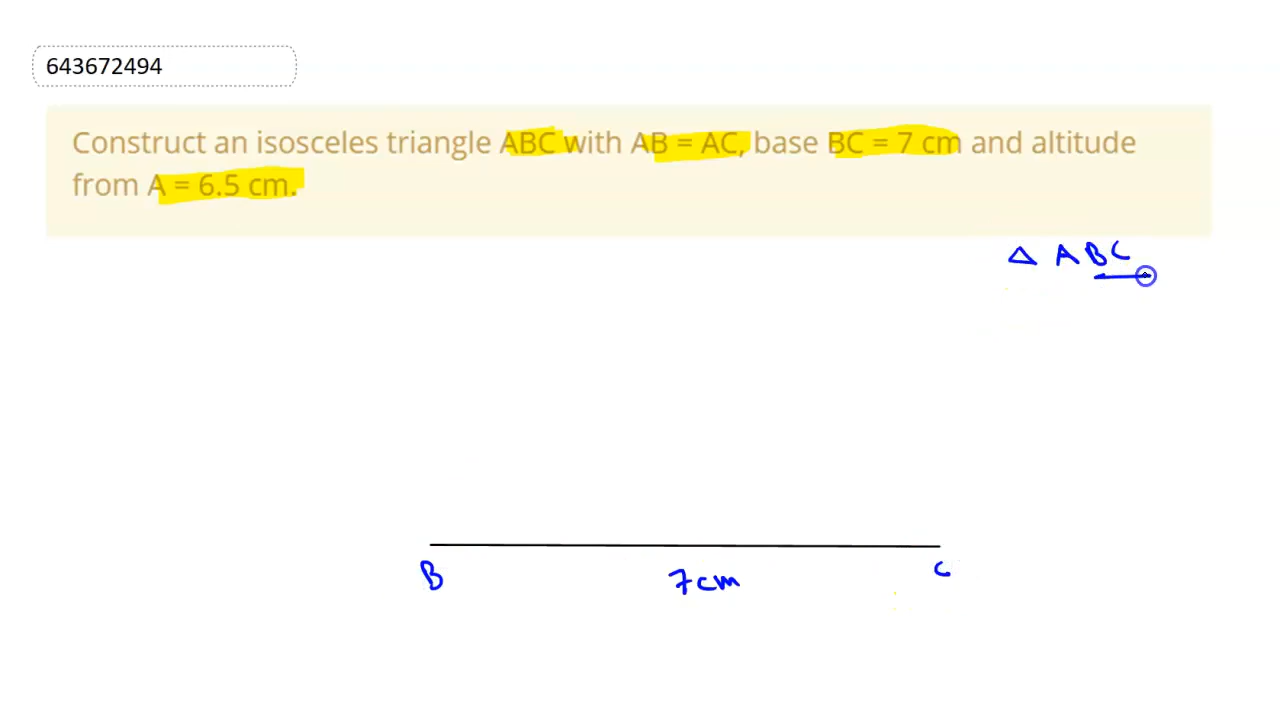 643672494
Construct an isosceles triangle ABC with AB = AC, base BC = 7 cm and altitude
from A = 6.5 cm.
Δ ABC
B 7cm C